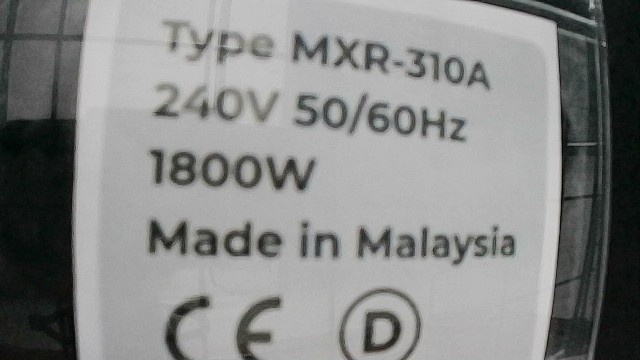 Type MXR-310A
240V 50/60Hz
1800W
Made in Malaysia
CE D